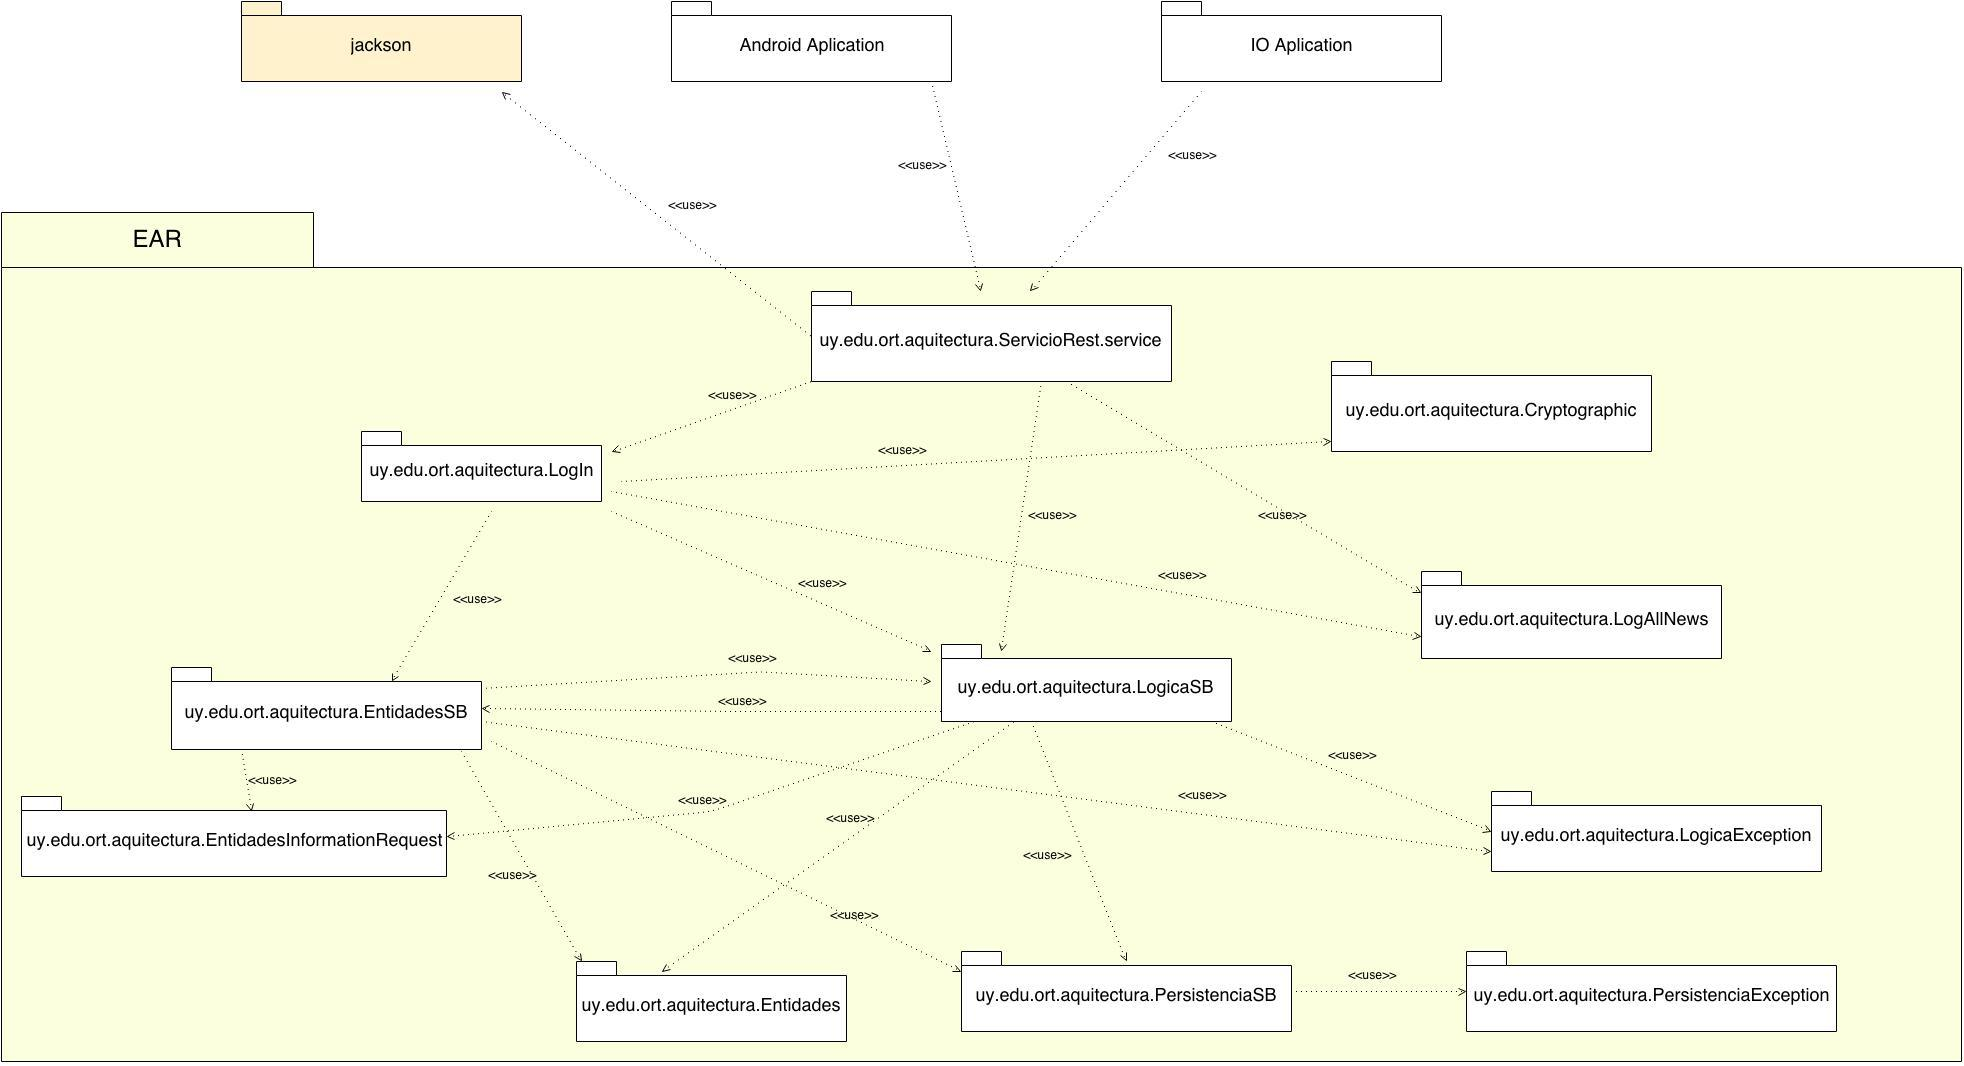 jackson
Android Aplication
IO Aplication
<<use>>
<<use>>
<<use>>
EAR
uy.edu.ort.aquitectura.ServicioRest.service
<<use>>
uy.edu.ort.aquitectura.Cryptographic
<<use>>
uy.edu.ort.aquitectura.LogIn
<<use>>
<<use>>
<<use>>
<<use>>
<<use>>
uy.edu.ort.aquitectura.LogAllNews
<<use>>
uy.edu.ort.aquitectura.LogicaSB
<<use>>
uy.edu.ort.aquitectura.EntidadesSB
<<use>>
<<use>>
<<use>>
<<use>>
<<use>>
uy.edu.ort.aquitectura.EntidadesInformationRequest
uy.edu.ort.aquitectura.LogicaException
<<use>>
<<use>>
<<use>>
<<use>>
uy.edu.ort.aquitectura.Entidades
uy.edu.ort.aquitectura.PersistenciaSB
uy.edu.ort.aquitectura.PersistenciaException